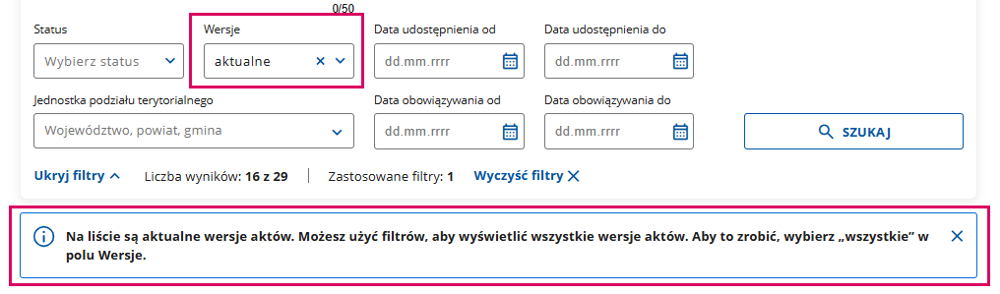 0/50
Status
Wersje
Data udostępnienia od
Data udostępnienia do
Wybierz status
aktualne
dd.mm.rrrr
dd.mm.rrrr
Jednostka podziału terytorialnego
Data obowiązywania od
Data obowiązywania do
Województwo, powiat, gmina
dd.mm.rrrr
dd.mm.rrrr
SZUKAJ
Ukryj filtry
Liczba wyników: 16 z 29
Zastosowane filtry: 1
Wyczyść filtry
Na liście są aktualne wersje aktów. Możesz użyć filtrów, aby wyświetlić wszystkie wersje aktów. Aby to zrobić, wybierz „wszystkie” w
polu Wersje.